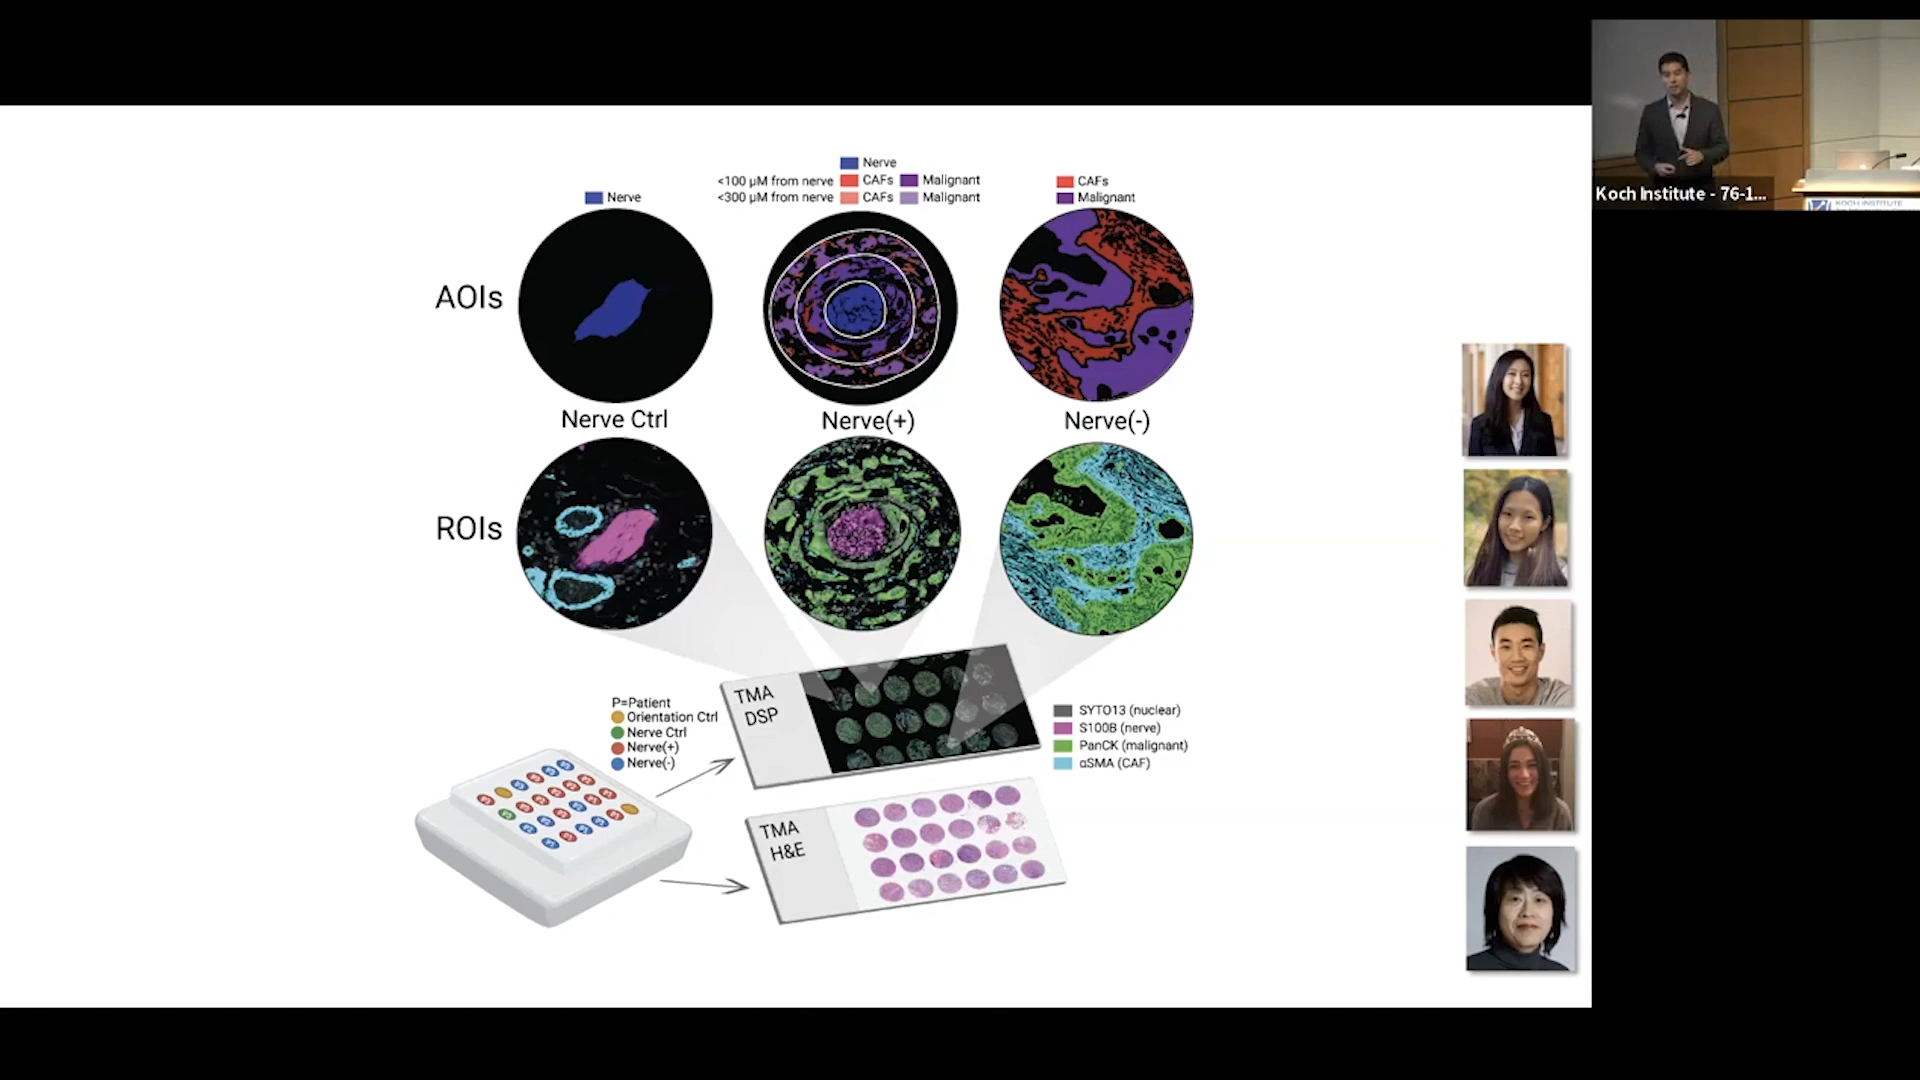 Nerve
<100 μM from nerve CAFs Malignant
<300 μM from nerve CAFs Malignant
Nerve
CAFs
Malignant
AOIs
Nerve Ctrl
Nerve(+)
Nerve(-)
ROIs
P=Patient
Orientation Ctrl
Nerve Ctrl
Nerve(+)
Nerve(-)
TMA
DSP
SYTO13 (nuclear)
S100B (nerve)
PanCK (malignant)
αSMA (CAF)
TMA
H&E
Koch Institute - 76-1...
KOCH INSTITUTE